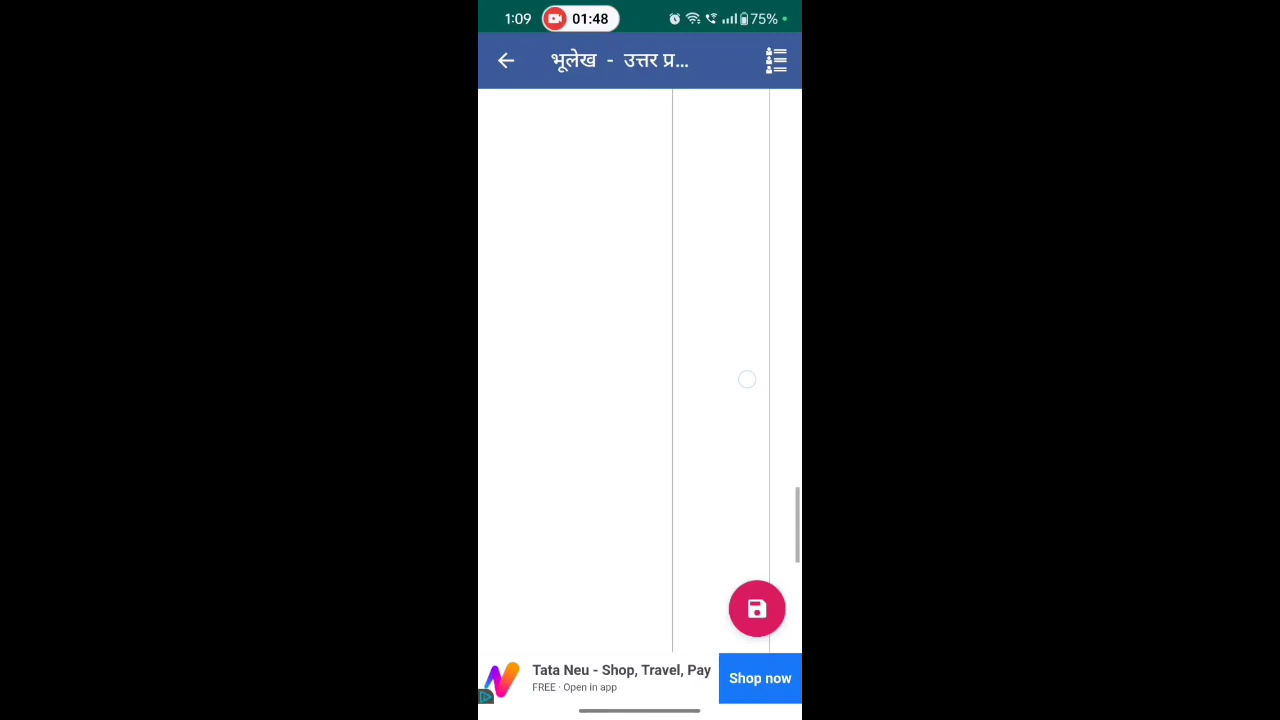 1:09
01:48
75%
भूलेख - उत्तर प्र...
Tata Neu - Shop, Travel, Pay
FREE · Open in app
Shop now